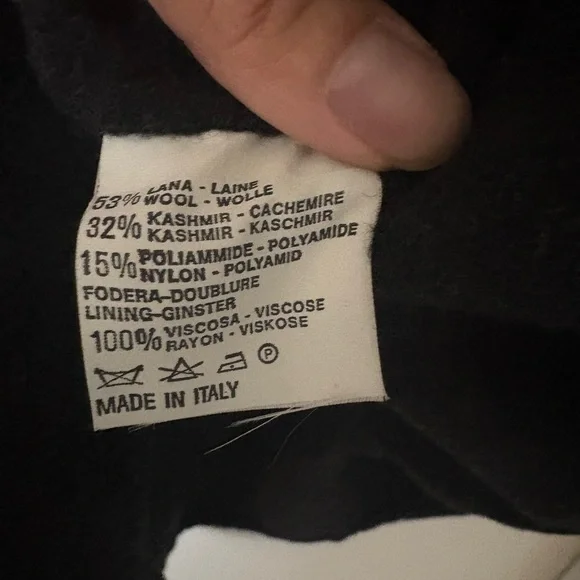 53% LANA - LAINE
WOOL - WOLLE
32% KASHMIR - CACHEMIRE
KASHMIR - KASCHMIR
15% POLIAMMIDE - POLYAMIDE
NYLON - POLYAMID
FODERA-DOUBLURE
LINING-GINSTER
100% VISCOSA - VISCOSE
RAYON - VISKOSE
P
MADE IN ITALY